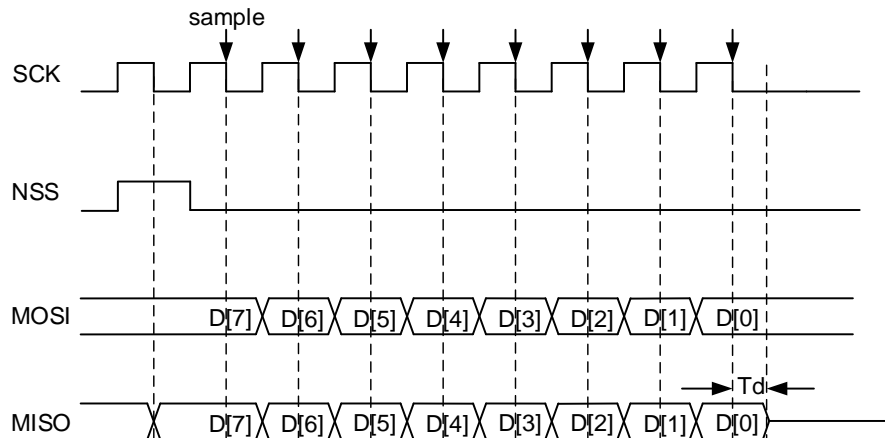 sample
SCK
NSS
MOSI D[7] D[6] D[5] D[4] D[3] D[2] D[1] D[0]
Td
MISO D[7] D[6] D[5] D[4] D[3] D[2] D[1] D[0]